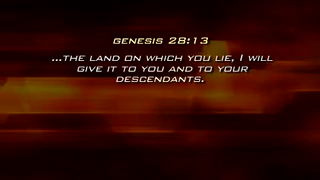 GENESIS 28:13
...THE LAND ON WHICH YOU LIE, I WILL
GIVE IT TO YOU AND TO YOUR
DESCENDANTS.